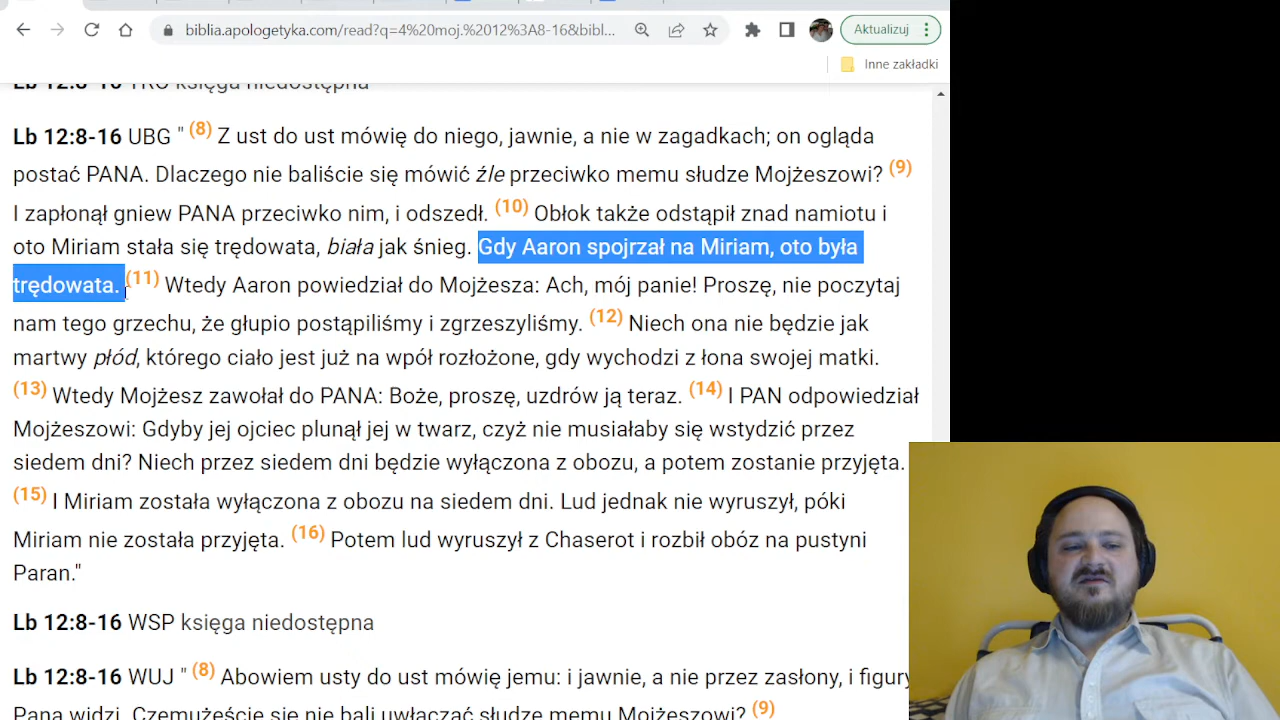 biblia.apologetyka.com/read?q=4%20moj.%2012%3A8-16&bibl...
Aktualizuj
Inne zakładki
Lb 12:8-16 TRO księga niedostępna
Lb 12:8-16 UBG " (8) Z ust do ust mówię do niego, jawnie, a nie w zagadkach; on ogląda
postać PANA. Dlaczego nie baliście się mówić źle przeciwko memu słudze Mojżeszowi? (9)
I zapłonął gniew PANA przeciwko nim, i odszedł. (10) Obłok także odstąpił znad namiotu i
oto Miriam stała się trędowata, biała jak śnieg. Gdy Aaron spojrzał na Miriam, oto była
trędowata. (11) Wtedy Aaron powiedział do Mojżesza: Ach, mój panie! Proszę, nie poczytaj
nam tego grzechu, że głupio postąpiliśmy i zgrzeszyliśmy. (12) Niech ona nie będzie jak
martwy płód, którego ciało jest już na wpół rozłożone, gdy wychodzi z łona swojej matki.
(13) Wtedy Mojżesz zawołał do PANA: Boże, proszę, uzdrów ją teraz. (14) I PAN odpowiedział
Mojżeszowi: Gdyby jej ojciec plunął jej w twarz, czyż nie musiałaby się wstydzić przez
siedem dni? Niech przez siedem dni będzie wyłączona z obozu, a potem zostanie przyjęta.
(15) I Miriam została wyłączona z obozu na siedem dni. Lud jednak nie wyruszył, póki
Miriam nie została przyjęta. (16) Potem lud wyruszył z Chaserot i rozbił obóz na pustyni
Paran."
Lb 12:8-16 WSP księga niedostępna
Lb 12:8-16 WUJ " (8) Abowiem usty do ust mówię jemu: i jawnie, a nie przez zasłony, i figury
Pana widzi. Czemużeście się nie bali uwłaczać słudze memu Mojżeszowi? (9)